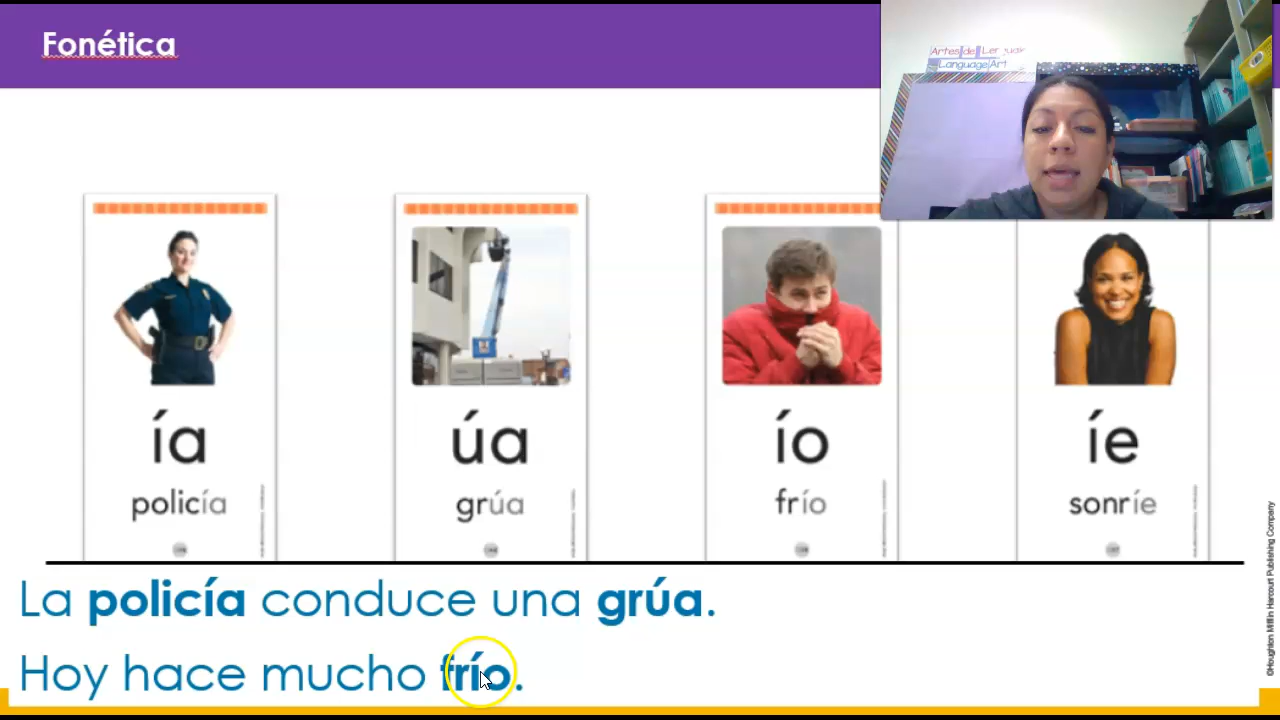 Fonética
Artes de Lenguaje
Language Art
ía
policía
úa
grúa
ío
frío
íe
sonríe
©Houghton Mifflin Harcourt Publishing Company
La policía conduce una grúa.
Hoy hace mucho frío.